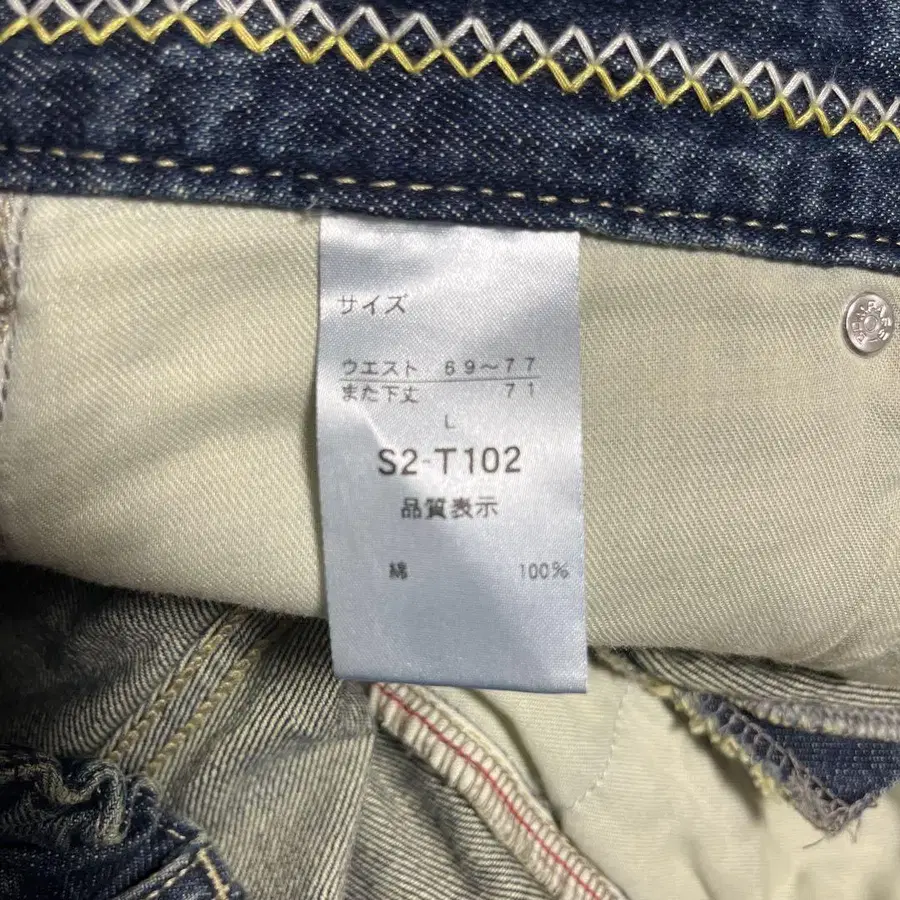 サイズ
ウエスト 69～77
また下丈 71
L
S2-T102
品質表示
綿 100%